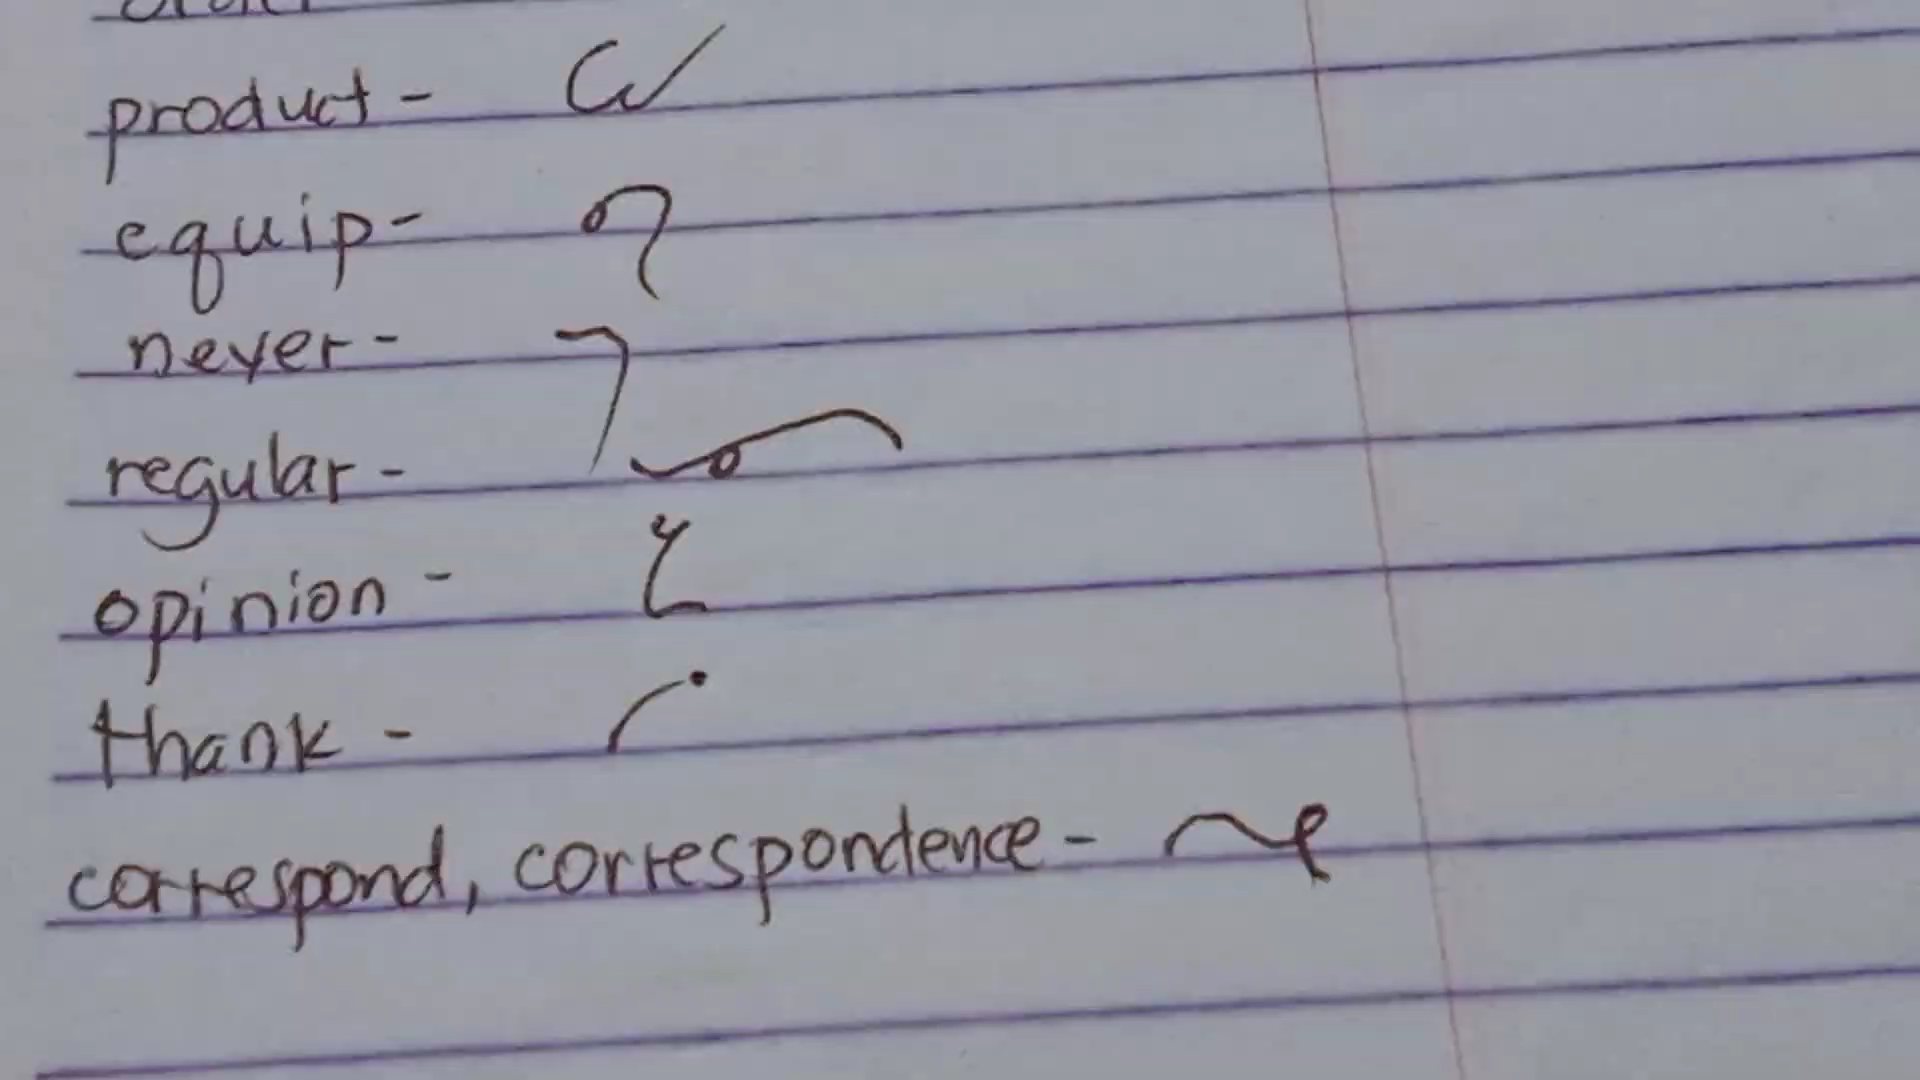 product -
equip -
never -
regular -
opinion -
thank -
correspond, correspondence -